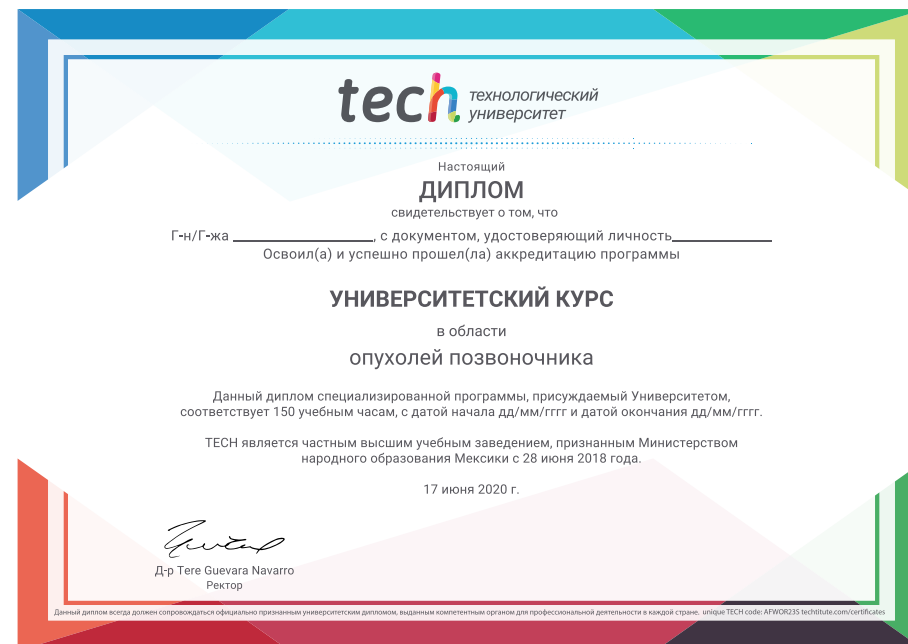 tech технологический
университет
Настоящий
ДИПЛОМ
свидетельствует о том, что
Г-н/Г-жа ____________________, с документом, удостоверяющий личность______________
Освоил(а) и успешно прошел(ла) аккредитацию программы
УНИВЕРСИТЕТСКИЙ КУРС
в области
опухолей позвоночника
Данный диплом специализированной программы, присуждаемый Университетом,
соответствует 150 учебным часам, с датой начала дд/мм/гггг и датой окончания дд/мм/гггг.
TECH является частным высшим учебным заведением, признанным Министерством
народного образования Мексики с 28 июня 2018 года.
17 июня 2020 г.
Д-р Tere Guevara Navarro
Ректор
Данный диплом всегда должен сопровождаться официально признанным университетским дипломом, выданным компетентным органом для профессиональной деятельности в каждой стране. unique TECH code: AFWOR23S techtitute.com/certificates